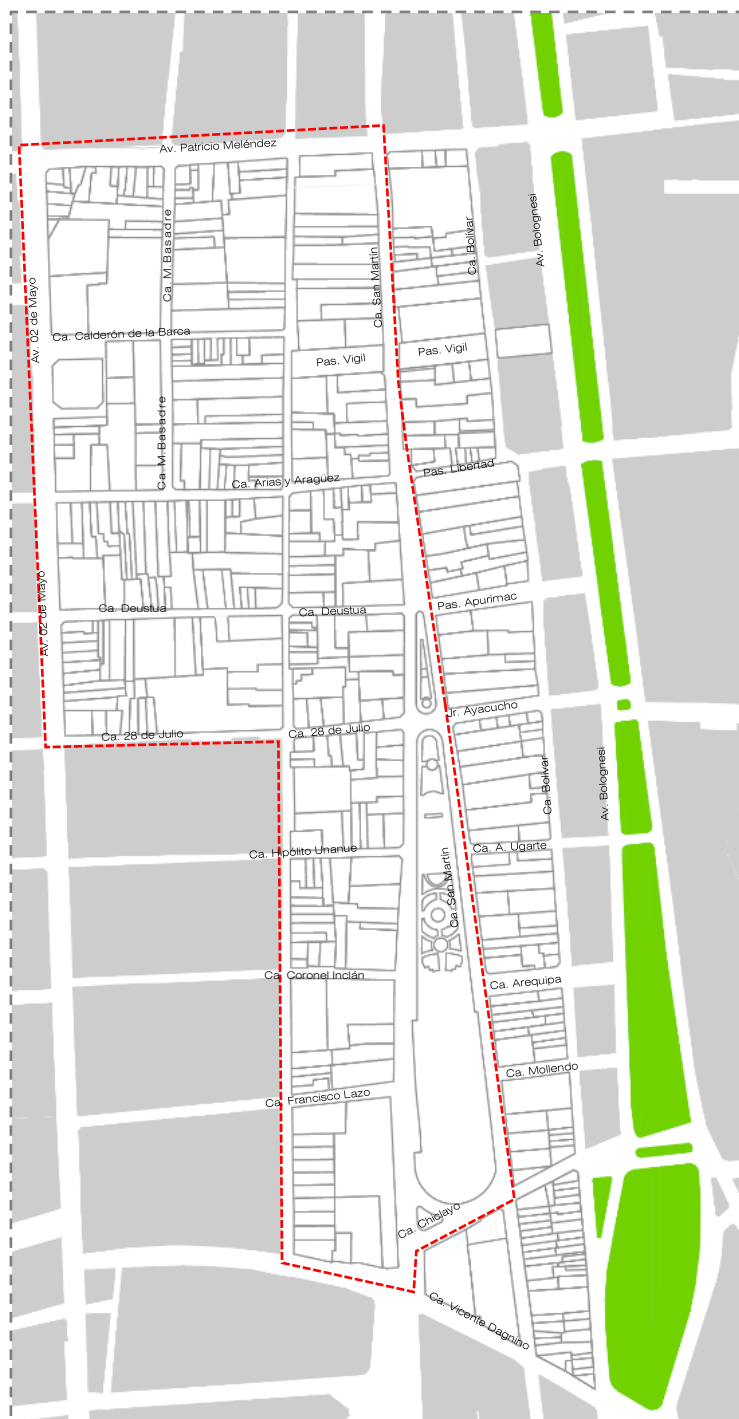 Av. Patricio Meléndez
Ca. M. Basadre
Ca. San Martín
Ca. Bolívar
Av. Bolognesi
Av. 02 de Mayo
Ca. Calderón de la Barca
Pas. Vigil
Pas. Vigil
Ca. M. Basadre
Ca. Arias y Aragüez
Pas. Libertad
Av. 02 de Mayo
Ca. Deustua
Ca. Deustua
Pas. Apurímac
Jr. Ayacucho
Ca. 28 de Julio
Ca. 28 de Julio
Ca. Bolívar
Av. Bolognesi
Ca. Hipólito Unanue
Ca. A. Ugarte
Ca. San Martín
Ca. Coronel Inclán
Ca. Arequipa
Ca. Mollendo
Ca. Francisco Lazo
Ca. Chiclayo
Ca. Vicente Dagnino